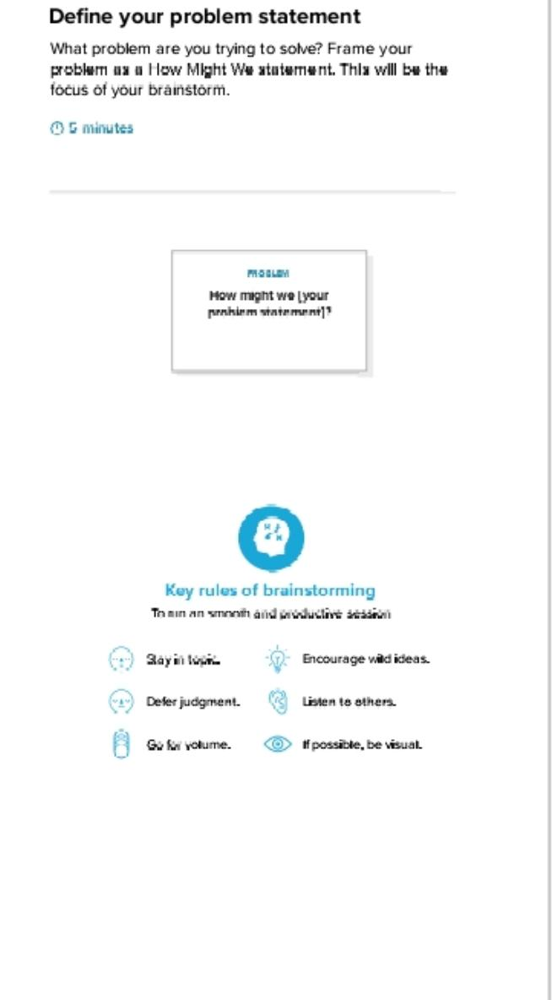 Define your problem statement
What problem are you trying to solve? Frame your
problem as a How Might We statement. This will be the
focus of your brainstorm.
5 minutes
PROBLEM
How might we [your
problem statement]?
Key rules of brainstorming
To run an smooth and productive session
Stay in topic.
Encourage wild ideas.
Defer judgment.
Listen to others.
Go for volume.
If possible, be visual.